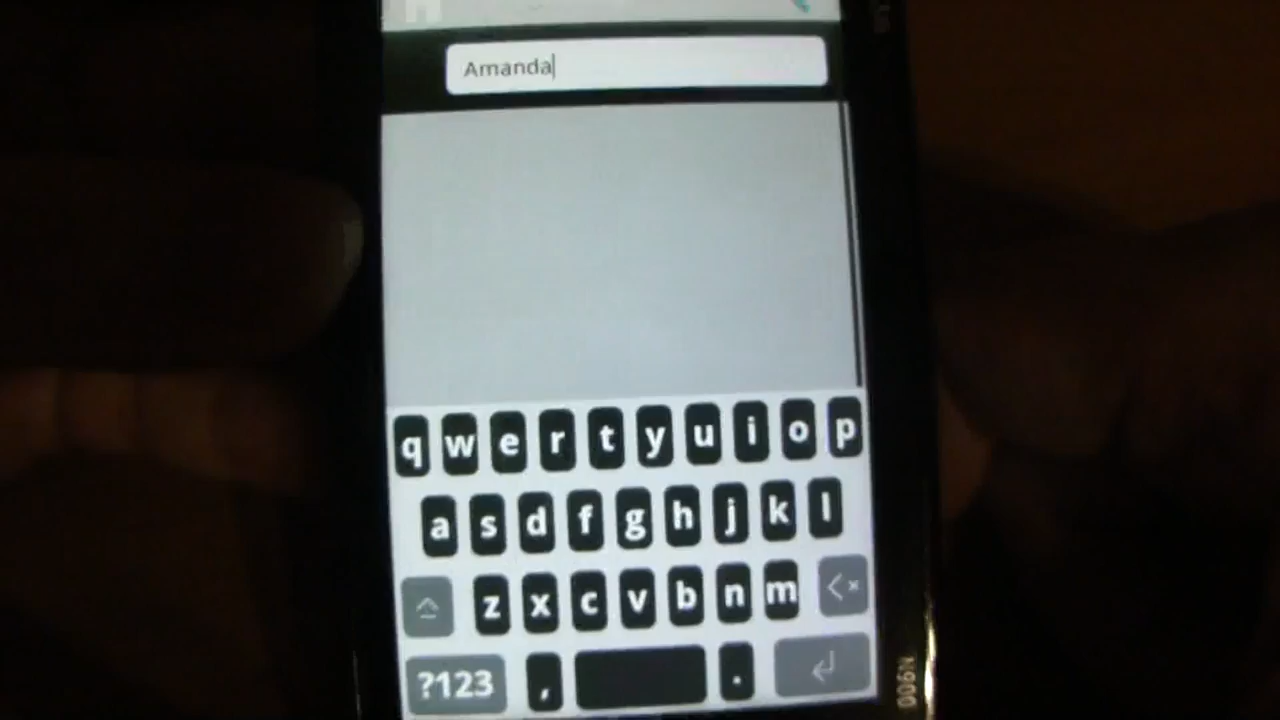 Amanda
q w e r t y u i o p
a s d f g h j k l
z x c v b n m
?123 , .
N900